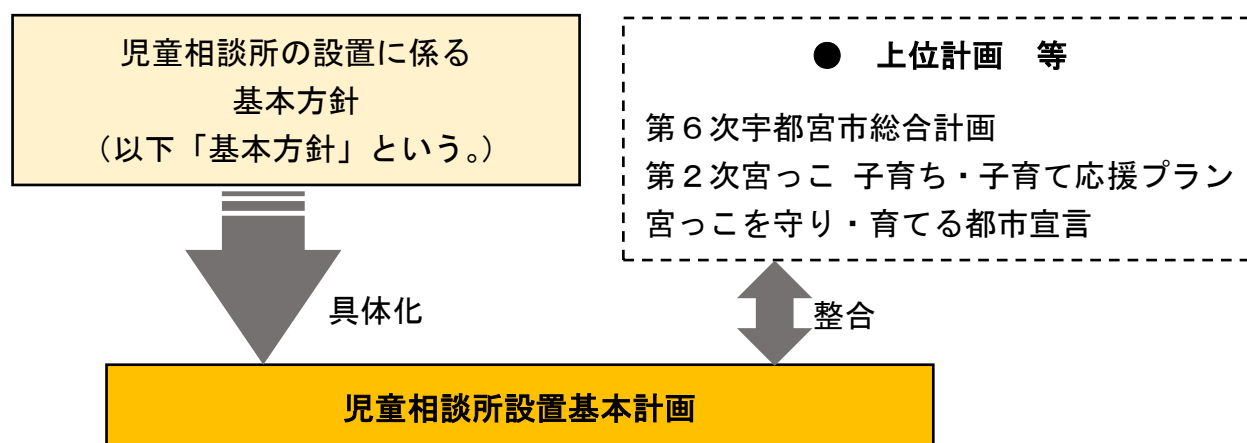 児童相談所の設置に係る
基本方針
（以下「基本方針」という。）
● 上位計画　等
第６次宇都宮市総合計画
第２次宮っこ 子育ち・子育て応援プラン
宮っこを守り・育てる都市宣言
具体化
整合
児童相談所設置基本計画